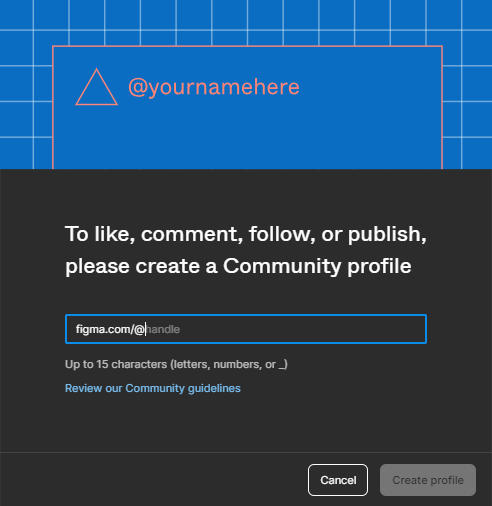 @yournamehere
To like, comment, follow, or publish,
please create a Community profile
figma.com/@handle
Up to 15 characters (letters, numbers, or _)
Review our Community guidelines
Cancel
Create profile